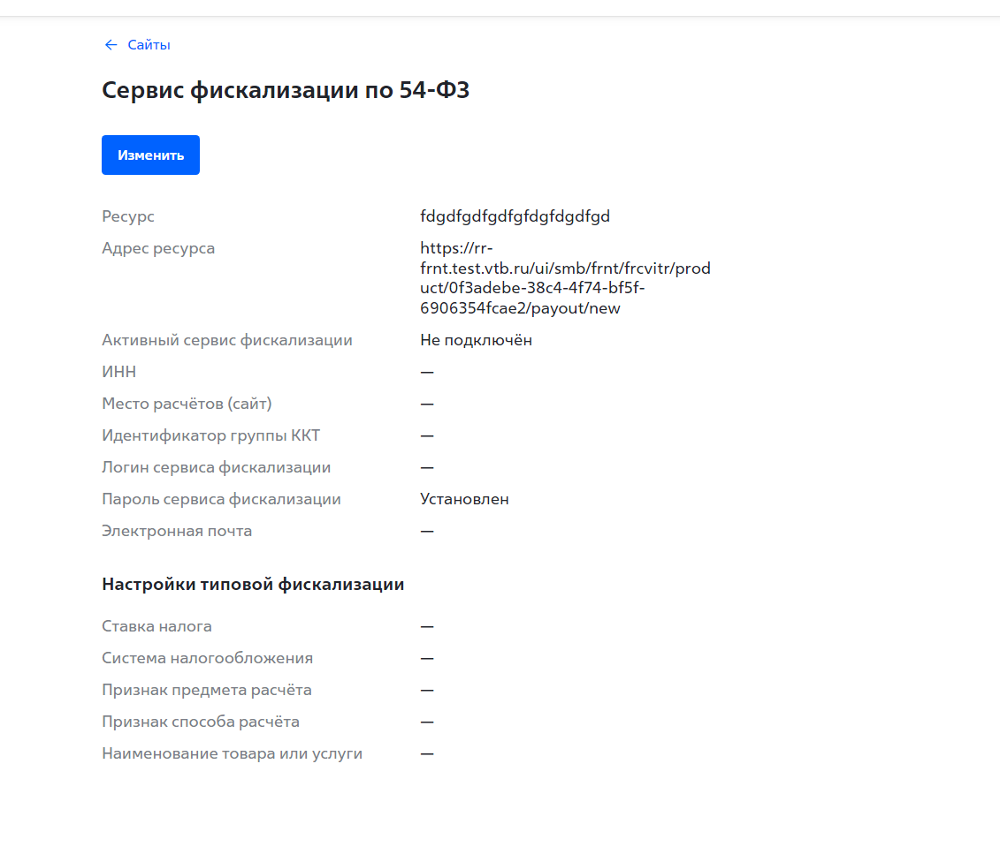 ← Сайты
Сервис фискализации по 54-ФЗ
Изменить
Ресурс fdgdfgdfgdfgfdgfdgdfgd
Адрес ресурса https://rr-
frnt.test.vtb.ru/ui/smb/frnt/frcvitr/prod
uct/0f3adebe-38c4-4f74-bf5f-
6906354fcae2/payout/new
Активный сервис фискализации Не подключён
ИНН —
Место расчётов (сайт) —
Идентификатор группы ККТ —
Логин сервиса фискализации —
Пароль сервиса фискализации Установлен
Электронная почта —
Настройки типовой фискализации
Ставка налога —
Система налогообложения —
Признак предмета расчёта —
Признак способа расчёта —
Наименование товара или услуги —